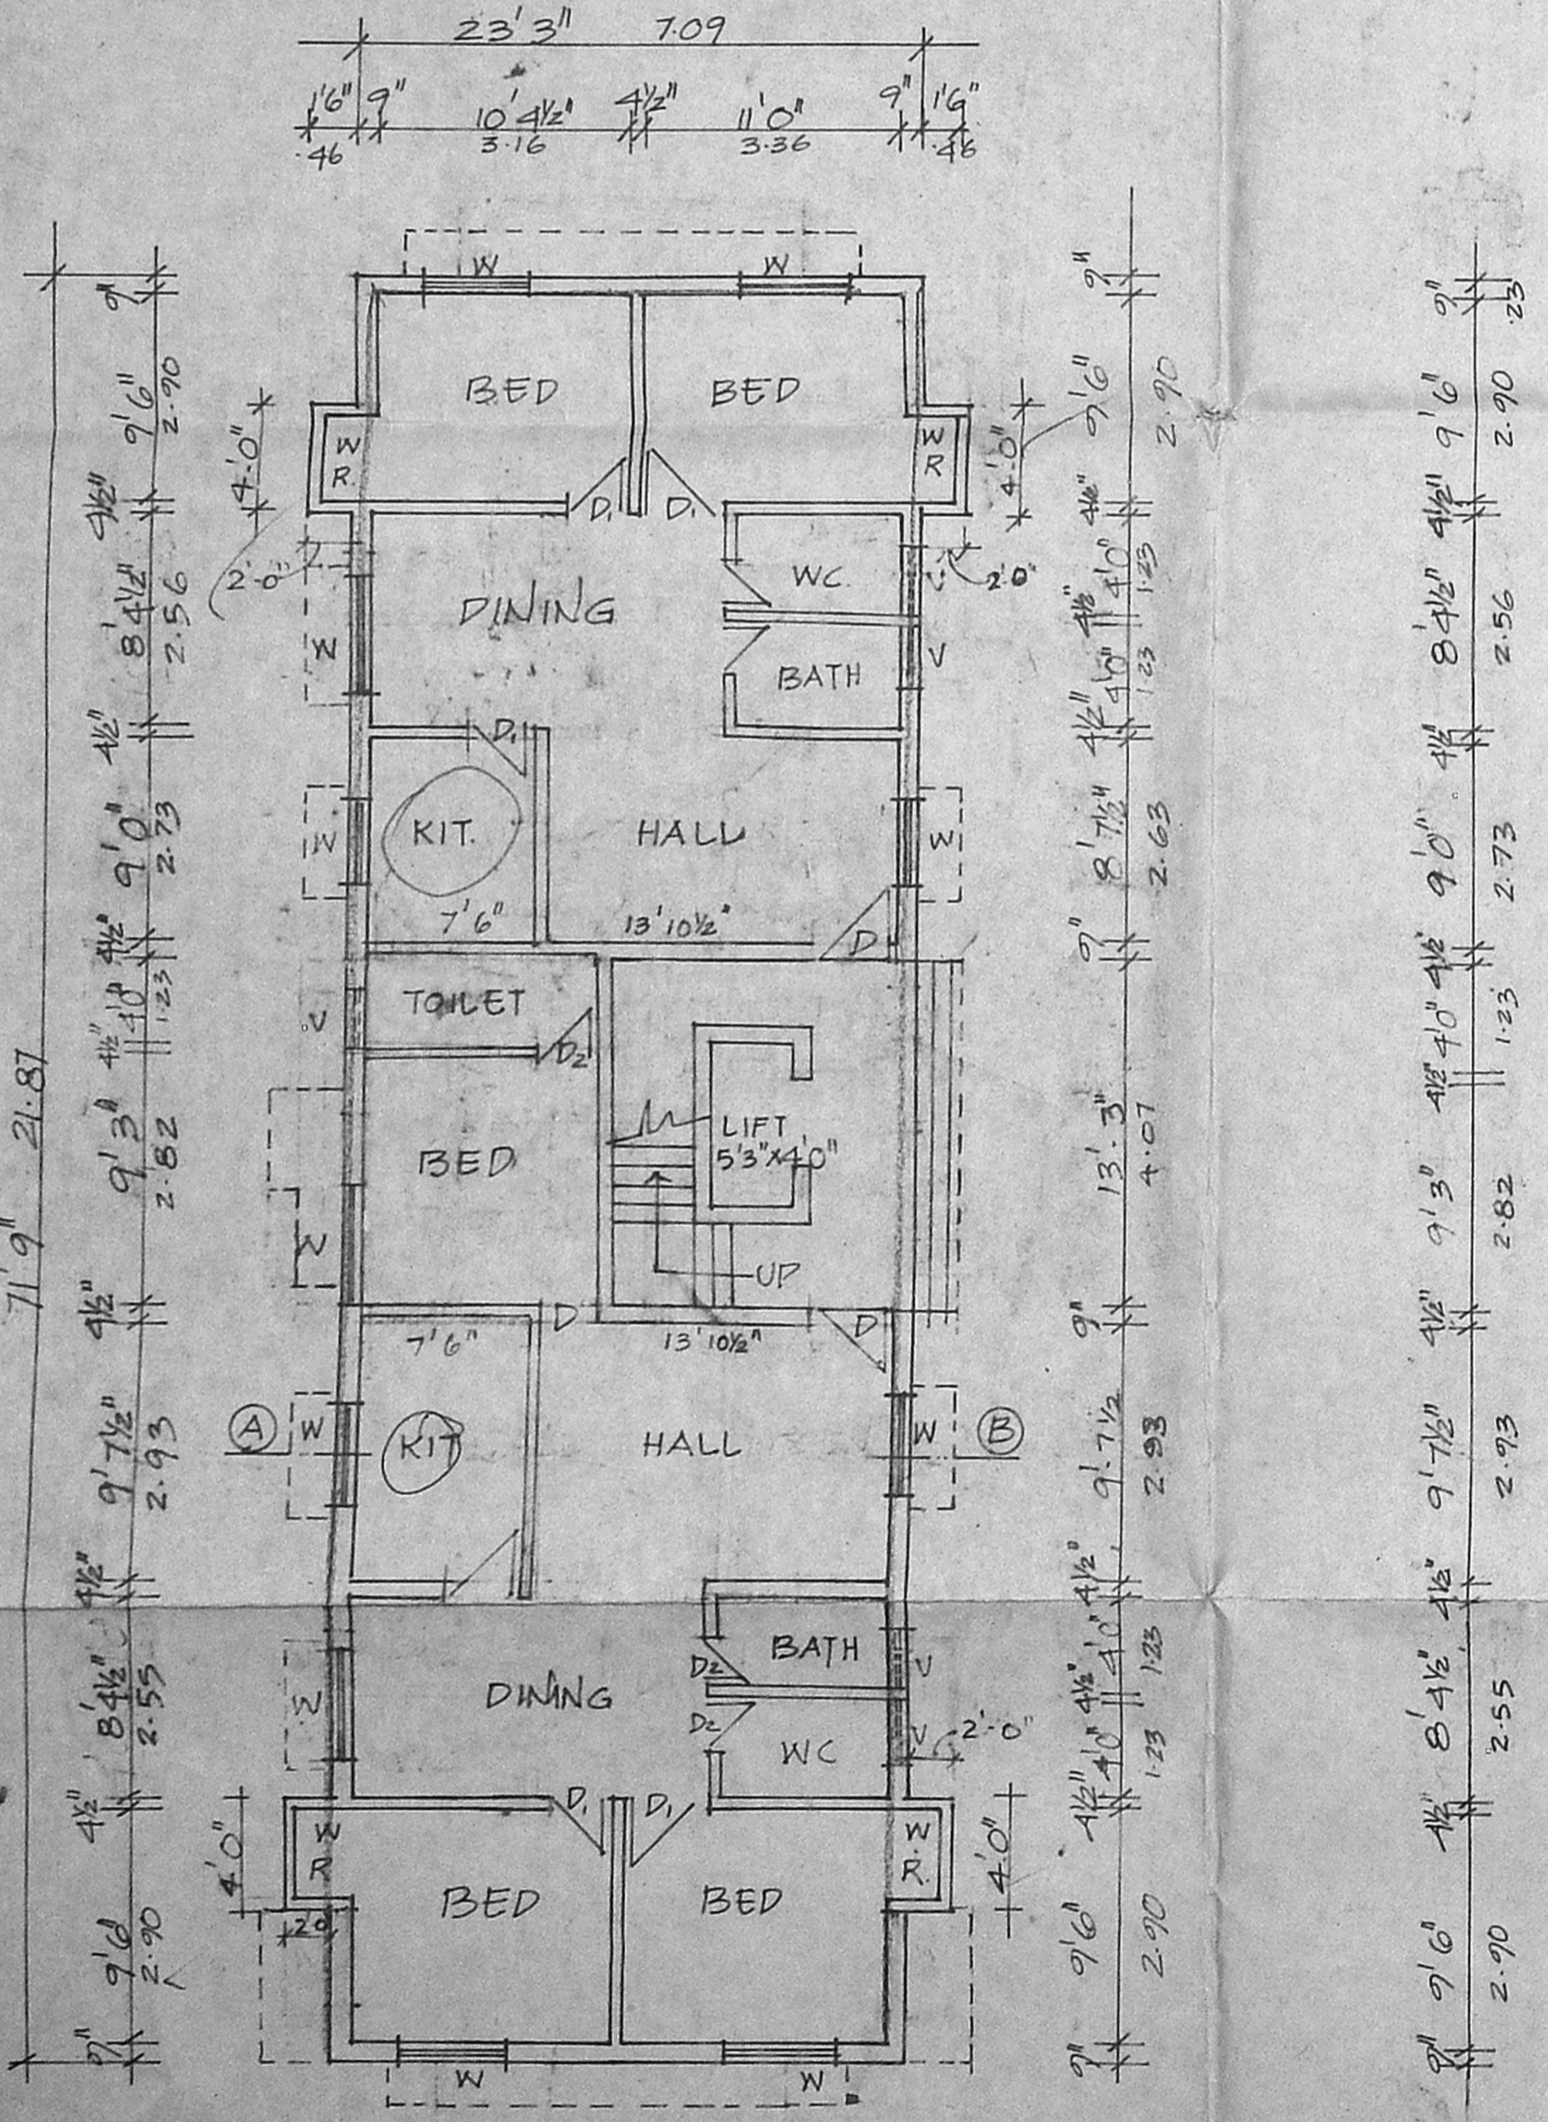 23'3" 7.09
1'6" 9" 10'4½" 4½" 11'0" 9" 1'6"
.46 3.16 3.36 .46
W W
9" 9'6" 2.90 4½" 8'4½" 2.56 4½" 9'0" 2.73 4½" 4'0" 1.23 4½" 9'3" 2.82 4½" 9'7½" 2.93 4½" 8'4½" 2.55 4½" 9'6" 2.90 9"
71'9" 21.87
BED BED
4'-0" W R W R 4'-0"
D1 D1
2'-0" WC V 2'0"
DINING
W BATH V
D1
W KIT. HALL W
7'6" 13'10½" D
V TOILET
D2
LIFT
BED 5'3"x4'0"
W
UP
D
7'6" 13'10½" D
A W KIT HALL W B
BATH
D2 V
W DINING
D2 V 2'-0"
WC
D1 D1
4'0" W R W R 4'0"
BED BED
2'0"
W W
9" 9'6" 2.90 4½" 4'0" 1.23 4½" 4'0" 1.23 4½" 8'7½" 2.63 9" 13'-3" 4.07 9" 9'-7½ 2.93 4½" 4'0" 1.23 4½" 4'0" 1.23 4½" 9'6" 2.90 9"
9" .23 9'6" 2.90 4½" 8'4½" 2.56 4½" 9'0" 2.73 4½" 4'0" 1.23 4½" 9'3" 2.82 4½" 9'7½" 2.93 4½" 8'4½" 2.55 4½" 9'6" 2.90 9"